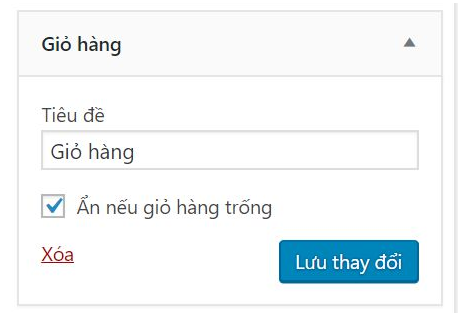 Giỏ hàng
Tiêu đề
Giỏ hàng
Ẩn nếu giỏ hàng trống
Xóa
Lưu thay đổi